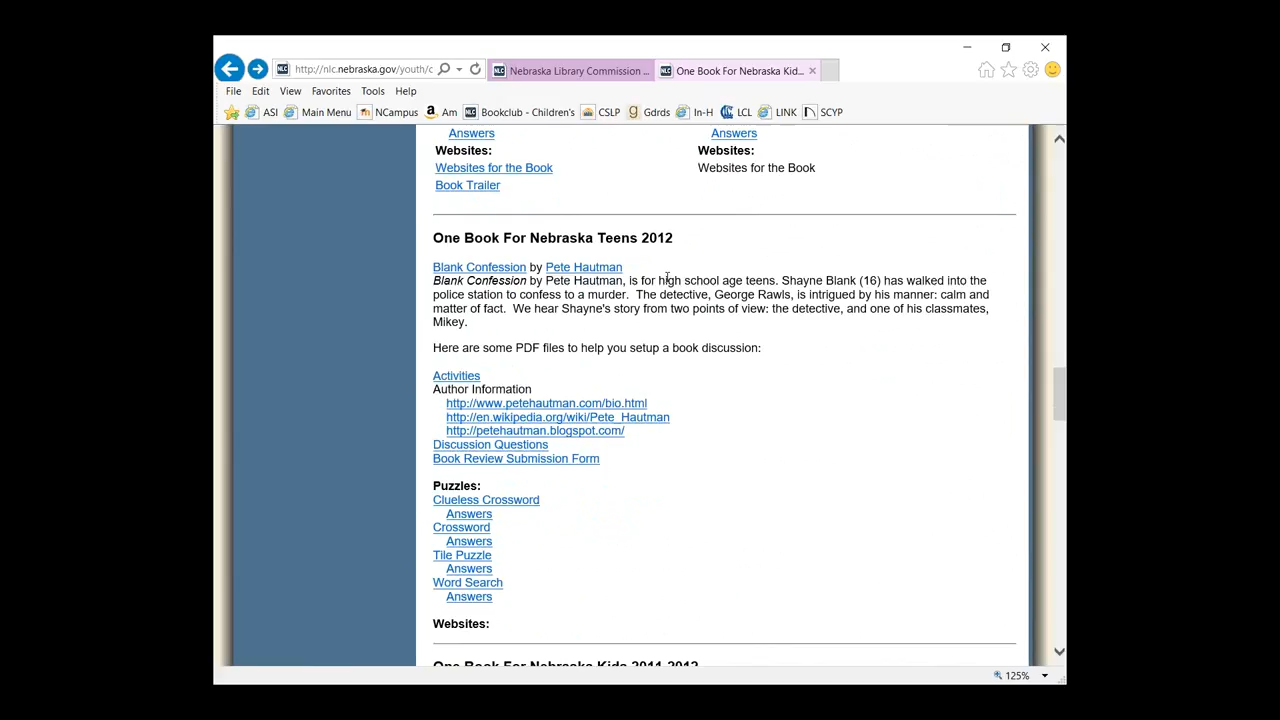 http://nlc.nebraska.gov/youth/c
Nebraska Library Commission ...
One Book For Nebraska Kid...
File Edit View Favorites Tools Help
ASI Main Menu NCampus Am Bookclub - Children's CSLP Gdrds In-H LCL LINK SCYP
Answers Answers
Websites: Websites:
Websites for the Book Websites for the Book
Book Trailer
One Book For Nebraska Teens 2012
Blank Confession by Pete Hautman
Blank Confession by Pete Hautman, is for high school age teens. Shayne Blank (16) has walked into the
police station to confess to a murder. The detective, George Rawls, is intrigued by his manner: calm and
matter of fact. We hear Shayne's story from two points of view: the detective, and one of his classmates,
Mikey.
Here are some PDF files to help you setup a book discussion:
Activities
Author Information
http://www.petehautman.com/bio.html
http://en.wikipedia.org/wiki/Pete_Hautman
http://petehautman.blogspot.com/
Discussion Questions
Book Review Submission Form
Puzzles:
Clueless Crossword
Answers
Crossword
Answers
Tile Puzzle
Answers
Word Search
Answers
Websites:
One Book For Nebraska Kids 2011-2012
125%